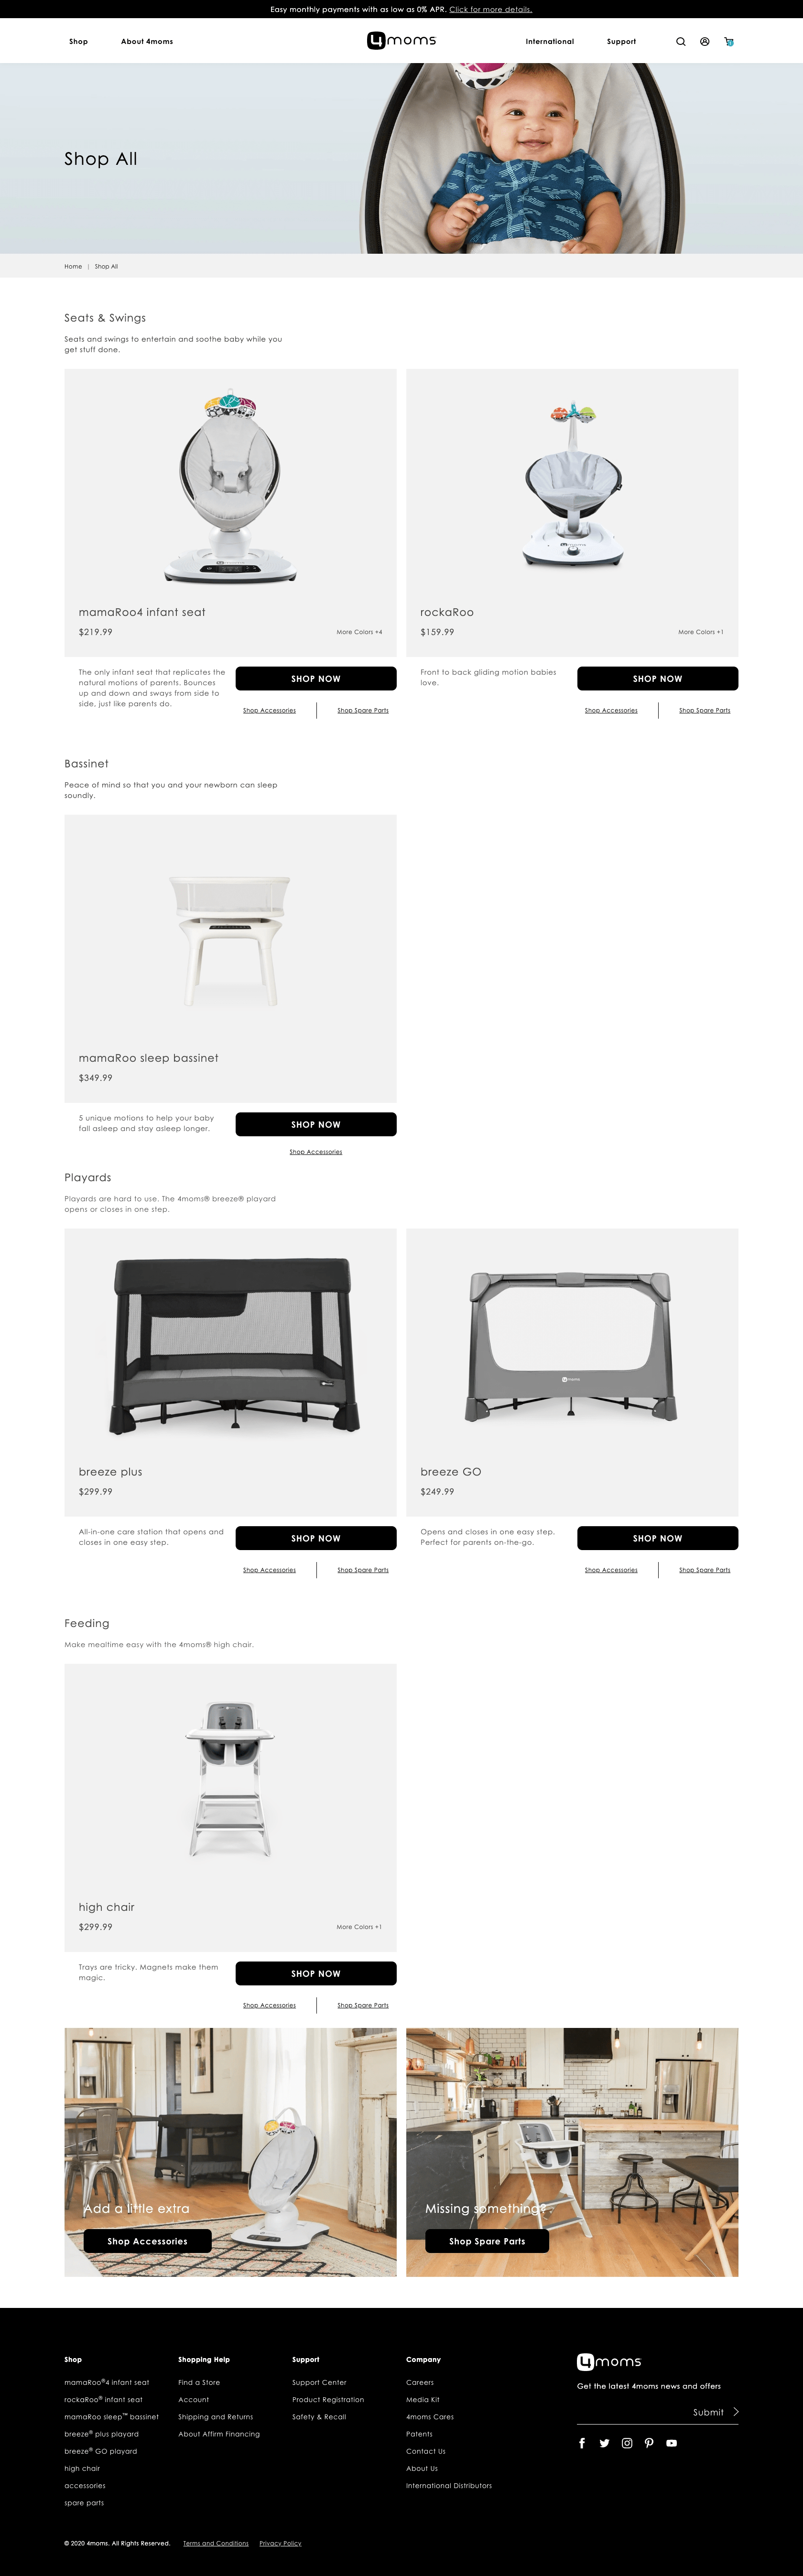 Easy monthly payments with as low as 0% APR. Click for more details.
Shop
About 4moms
4moms
International
Support
Shop All
Home | Shop All
Seats & Swings
Seats and swings to entertain and soothe baby while you
get stuff done.
mamaRoo4 infant seat
$219.99
More Colors +4
The only infant seat that replicates the
natural motions of parents. Bounces
up and down and sways from side to
side, just like parents do.
SHOP NOW
Shop Accessories
Shop Spare Parts
rockaRoo
$159.99
More Colors +1
Front to back gliding motion babies
love.
SHOP NOW
Shop Accessories
Shop Spare Parts
Bassinet
Peace of mind so that you and your newborn can sleep
soundly.
mamaRoo sleep bassinet
$349.99
5 unique motions to help your baby
fall asleep and stay asleep longer.
SHOP NOW
Shop Accessories
Playards
Playards are hard to use. The 4moms® breeze® playard
opens or closes in one step.
breeze plus
$299.99
All-in-one care station that opens and
closes in one easy step.
SHOP NOW
Shop Accessories
Shop Spare Parts
4moms
breeze GO
$249.99
Opens and closes in one easy step.
Perfect for parents on-the-go.
SHOP NOW
Shop Accessories
Shop Spare Parts
Feeding
Make mealtime easy with the 4moms® high chair.
high chair
$299.99
More Colors +1
Trays are tricky. Magnets make them
magic.
SHOP NOW
Shop Accessories
Shop Spare Parts
Add a little extra
Shop Accessories
Missing something?
Shop Spare Parts
Shop
mamaRoo®4 infant seat
rockaRoo® infant seat
mamaRoo sleep™ bassinet
breeze® plus playard
breeze® GO playard
high chair
accessories
spare parts
Shopping Help
Find a Store
Account
Shipping and Returns
About Affirm Financing
Support
Support Center
Product Registration
Safety & Recall
Company
Careers
Media Kit
4moms Cares
Patents
Contact Us
About Us
International Distributors
4moms
Get the latest 4moms news and offers
Submit
© 2020 4moms. All Rights Reserved.
Terms and Conditions
Privacy Policy